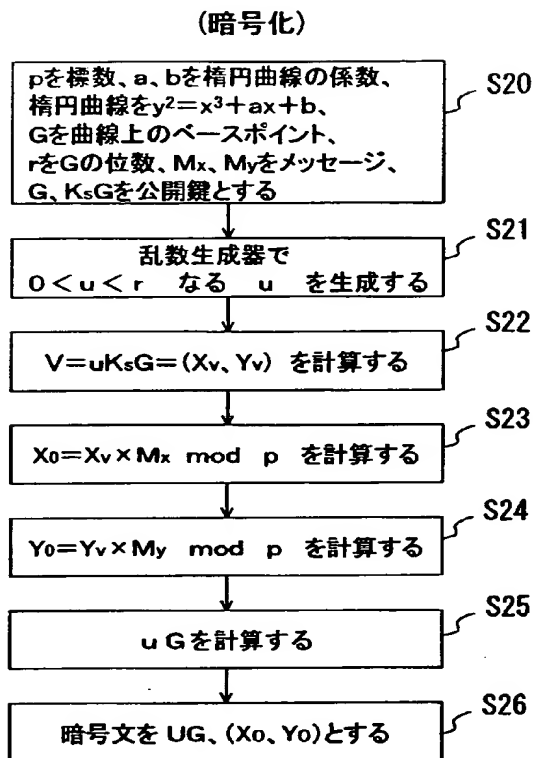 (暗号化)
pを標数、a、bを楕円曲線の係数、
楕円曲線をy²=x³+ax+b、
Gを曲線上のベースポイント、
rをGの位数、Mx、Myをメッセージ、
G、KsGを公開鍵とする
S20
乱数生成器で
0<u<r なる u を生成する
S21
V=uKsG=(Xv、Yv) を計算する
S22
X0=Xv×Mx mod p を計算する
S23
Y0=Yv×My mod p を計算する
S24
uGを計算する
S25
暗号文をUG、(X0、Y0)とする
S26